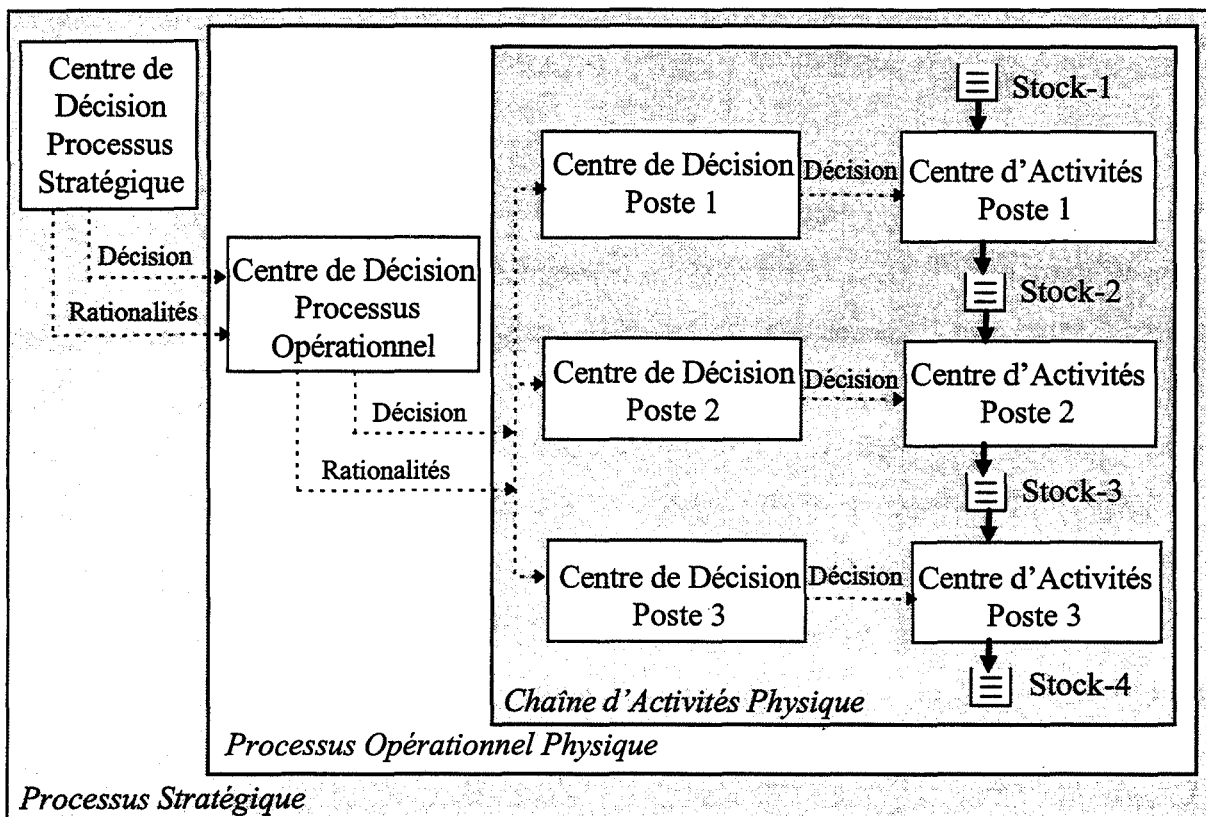 Centre de
Décision
Processus
Stratégique
Décision
Rationalités
Centre de Décision
Processus
Opérationnel
Décision
Rationalités
Stock-1
Centre de Décision
Poste 1
Décision
Centre d'Activités
Poste 1
Stock-2
Centre de Décision
Poste 2
Décision
Centre d'Activités
Poste 2
Stock-3
Centre de Décision
Poste 3
Décision
Centre d'Activités
Poste 3
Stock-4
Chaîne d'Activités Physique
Processus Opérationnel Physique
Processus Stratégique